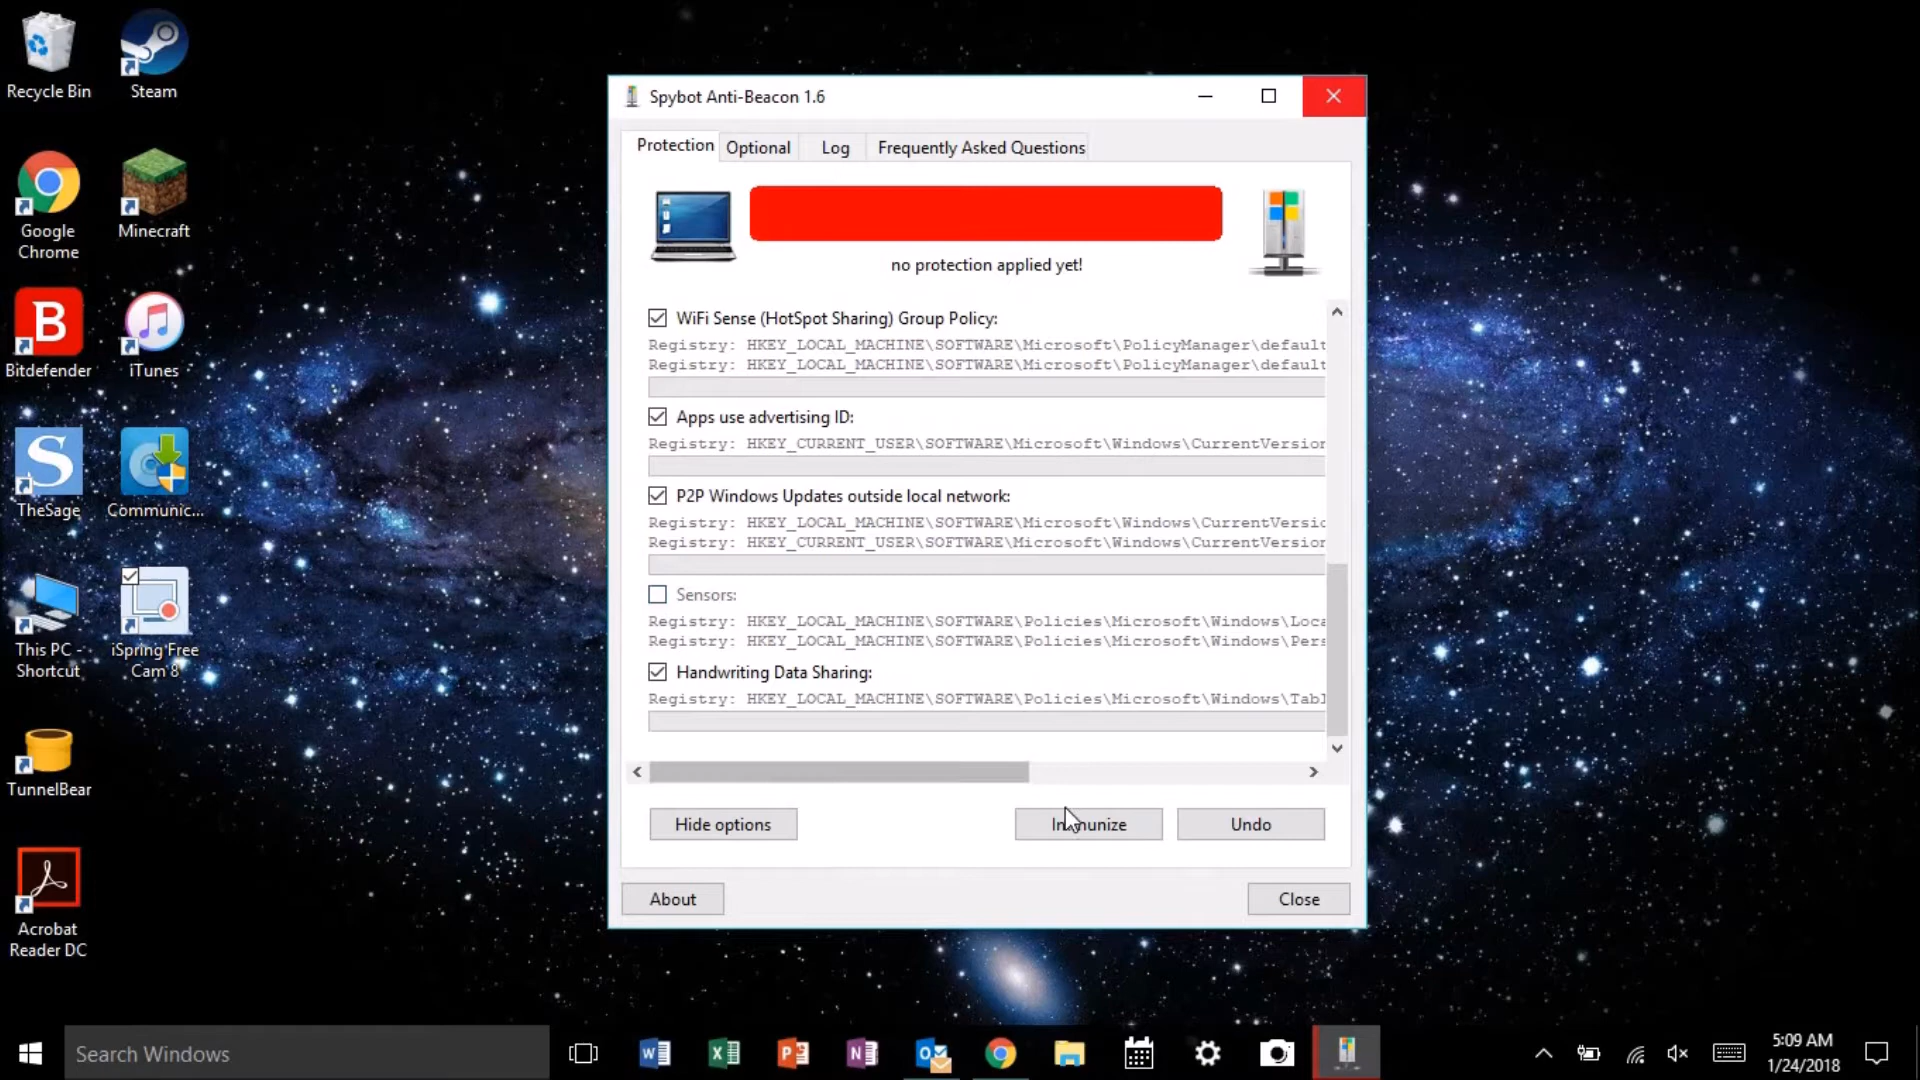 Recycle Bin
Steam
Google
Chrome
Minecraft
Bitdefender
iTunes
TheSage
Communic...
This PC -
Shortcut
iSpring Free
Cam 8
TunnelBear
Acrobat
Reader DC
Spybot Anti-Beacon 1.6
Protection Optional Log Frequently Asked Questions
no protection applied yet!
WiFi Sense (HotSpot Sharing) Group Policy:
Registry: HKEY_LOCAL_MACHINE\SOFTWARE\Microsoft\PolicyManager\default
Registry: HKEY_LOCAL_MACHINE\SOFTWARE\Microsoft\PolicyManager\default
Apps use advertising ID:
Registry: HKEY_CURRENT_USER\SOFTWARE\Microsoft\Windows\CurrentVersion
P2P Windows Updates outside local network:
Registry: HKEY_LOCAL_MACHINE\SOFTWARE\Microsoft\Windows\CurrentVersio
Registry: HKEY_CURRENT_USER\SOFTWARE\Microsoft\Windows\CurrentVersion
Sensors:
Registry: HKEY_LOCAL_MACHINE\SOFTWARE\Policies\Microsoft\Windows\Loca
Registry: HKEY_LOCAL_MACHINE\SOFTWARE\Policies\Microsoft\Windows\Pers
Handwriting Data Sharing:
Registry: HKEY_LOCAL_MACHINE\SOFTWARE\Policies\Microsoft\Windows\Tabl
Hide options Immunize Undo
About Close
Search Windows
5:09 AM
1/24/2018